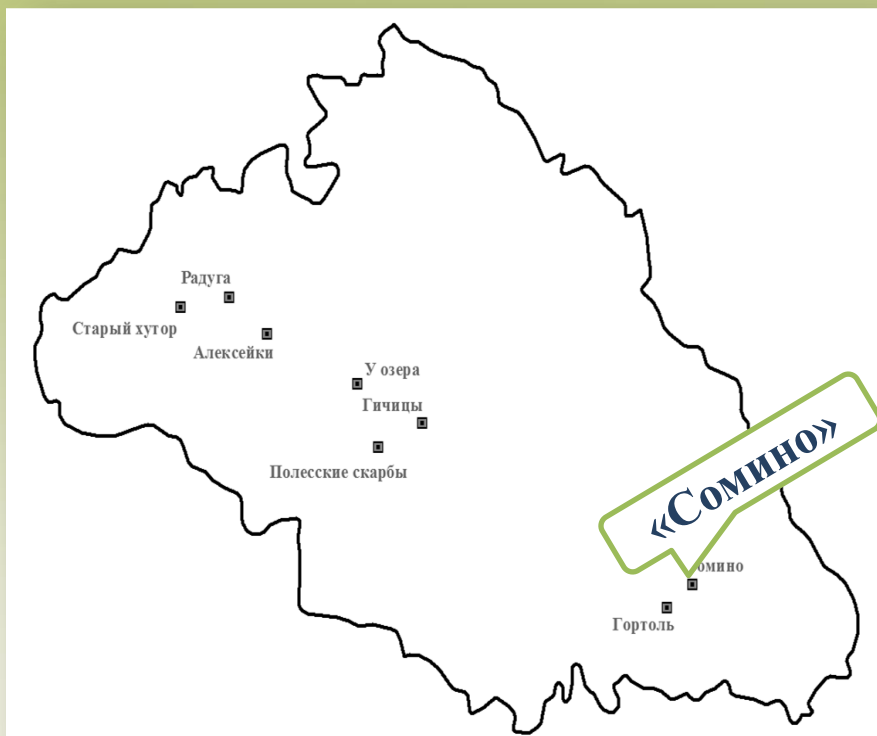 Радуга
Старый хутор
Алексейки
У озера
Гичицы
Полесские скарбы
«Сомино»
омино
Гортоль